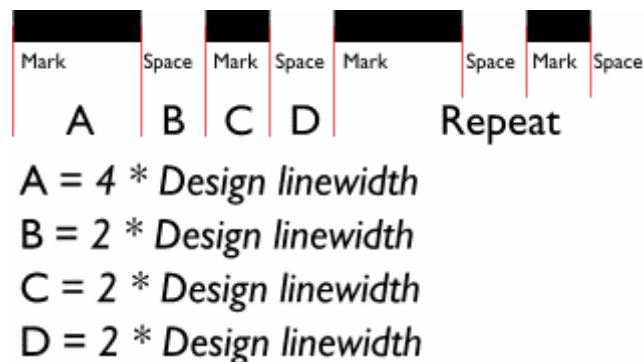 Mark Space Mark Space Mark Space Mark Space
A B C D Repeat
A = 4 * Design linewidth
B = 2 * Design linewidth
C = 2 * Design linewidth
D = 2 * Design linewidth